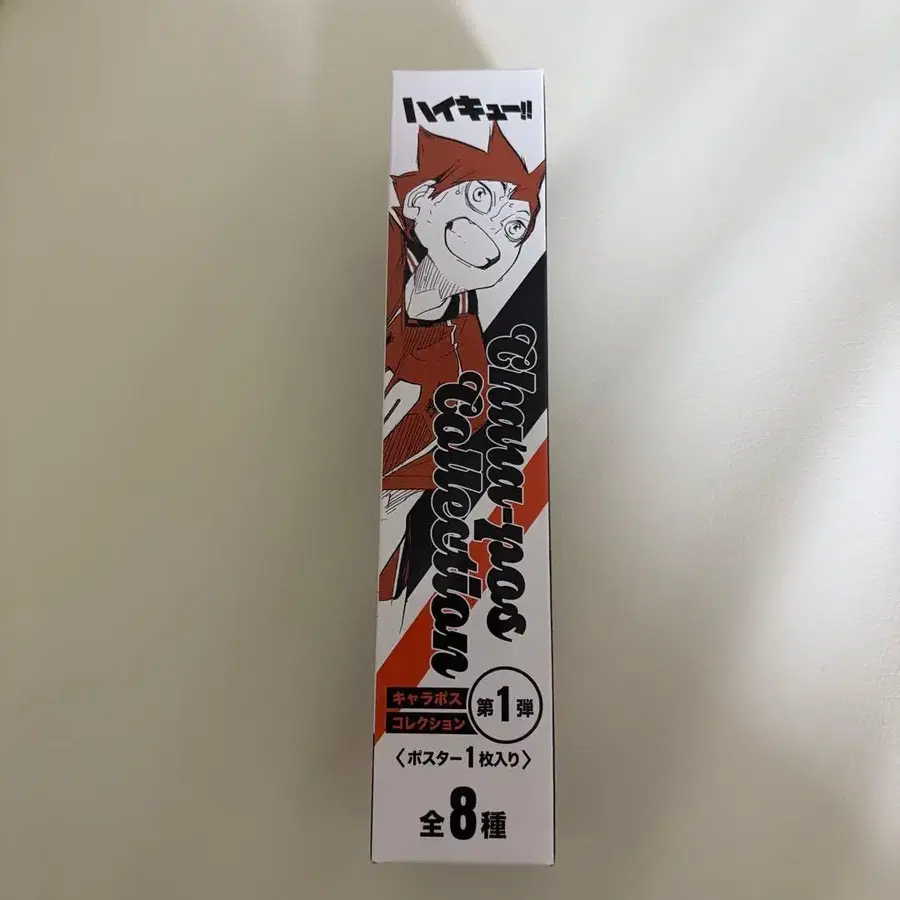 ハイキュー!!
Chara-pos
Collection
キャラポス
コレクション
第1弾
〈ポスター1枚入り〉
全8種